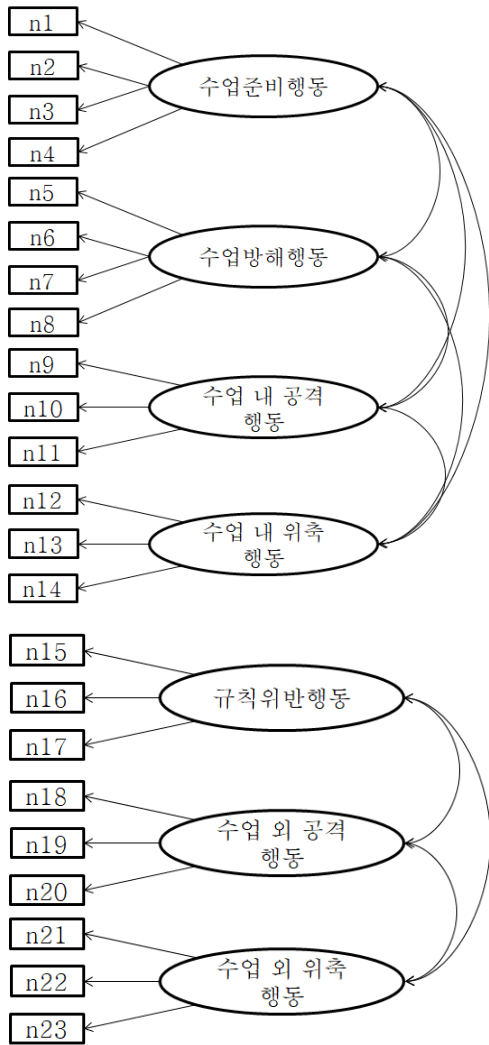 n1
n2
n3
n4
수업준비행동
n5
n6
n7
n8
수업방해행동
n9
n10
n11
수업 내 공격
행동
n12
n13
n14
수업 내 위축
행동
n15
n16
n17
규칙위반행동
n18
n19
n20
수업 외 공격
행동
n21
n22
n23
수업 외 위축
행동